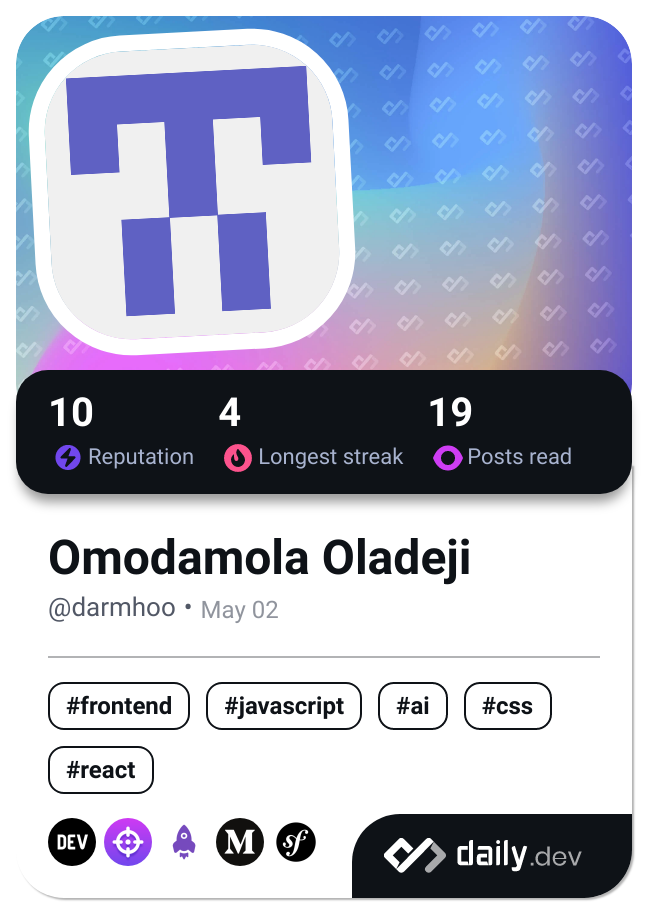 10 4 19
Reputation Longest streak Posts read
Omodamola Oladeji
@darmhoo • May 02
#frontend #javascript #ai #css
#react
DEV M sf daily.dev